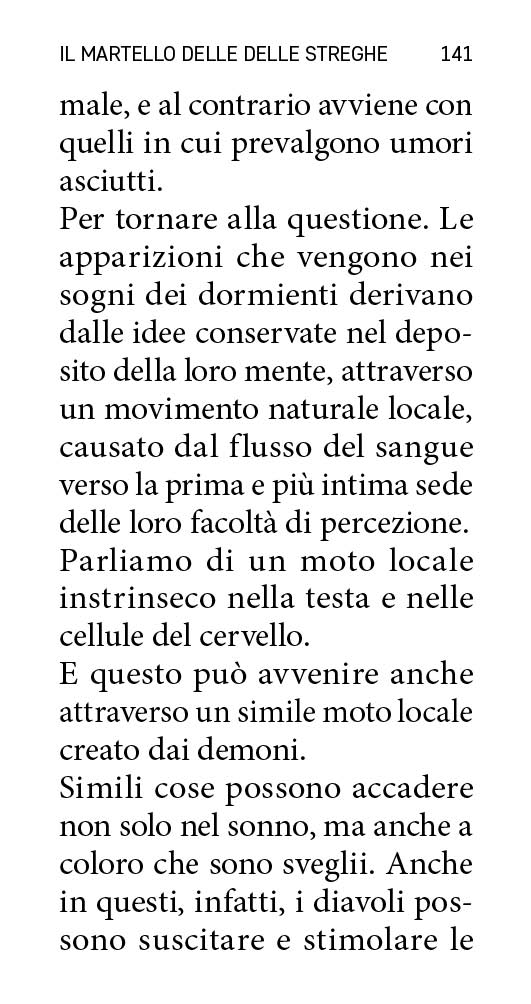 IL MARTELLO DELLE DELLE STREGHE 141
male, e al contrario avviene con
quelli in cui prevalgono umori
asciutti.
Per tornare alla questione. Le
apparizioni che vengono nei
sogni dei dormienti derivano
dalle idee conservate nel depo-
sito della loro mente, attraverso
un movimento naturale locale,
causato dal flusso del sangue
verso la prima e più intima sede
delle loro facoltà di percezione.
Parliamo di un moto locale
instrinseco nella testa e nelle
cellule del cervello.
E questo può avvenire anche
attraverso un simile moto locale
creato dai demoni.
Simili cose possono accadere
non solo nel sonno, ma anche a
coloro che sono sveglii. Anche
in questi, infatti, i diavoli pos-
sono suscitare e stimolare le